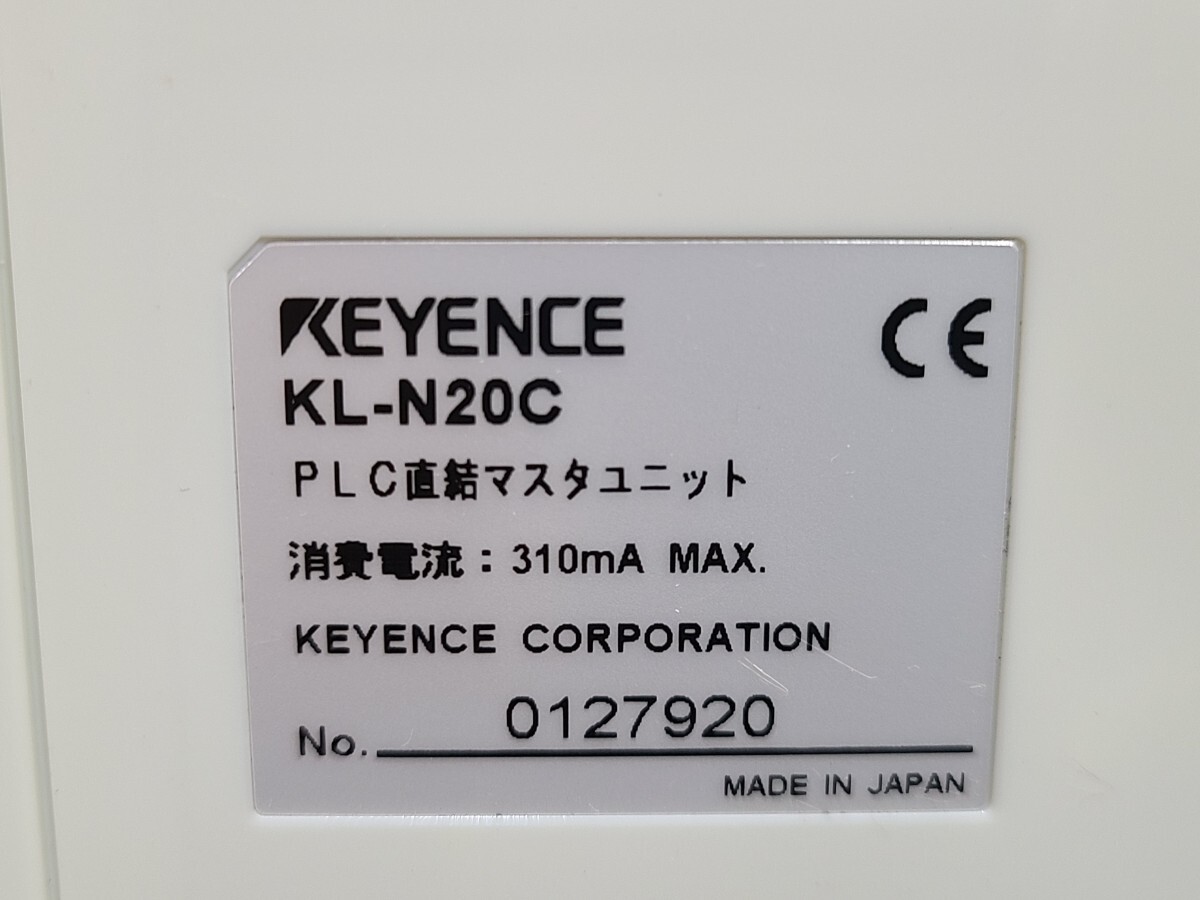 KEYENCE
CE
KL-N20C
PLC直結マスタユニット
消費電流：310mA MAX.
KEYENCE CORPORATION
No. 0127920
MADE IN JAPAN